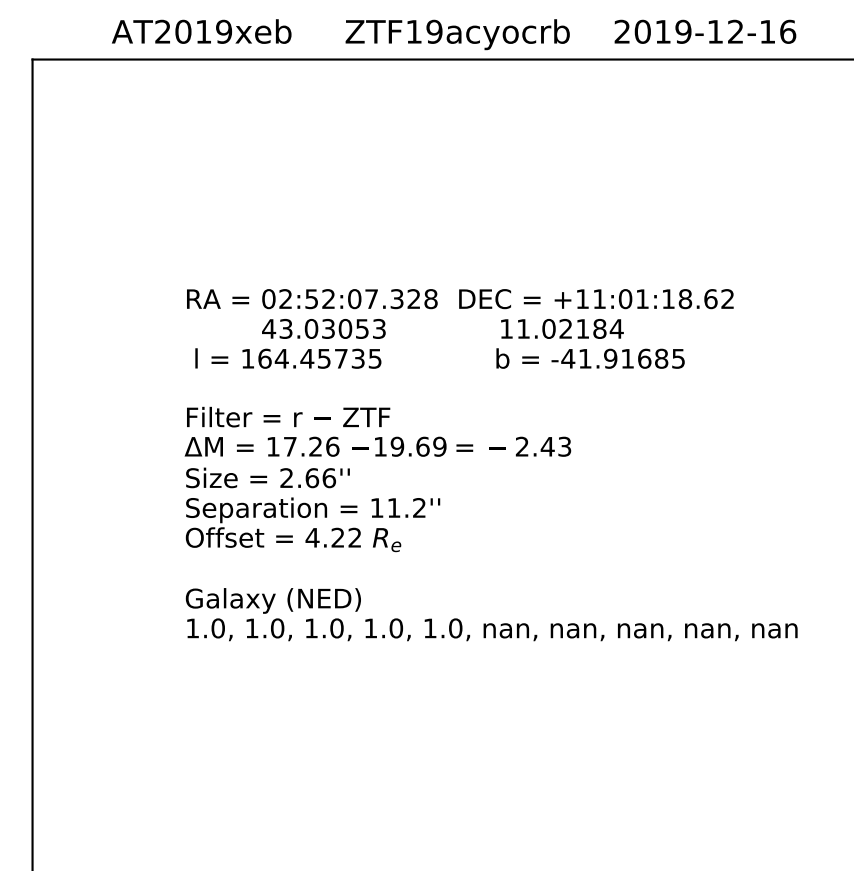 AT2019xeb ZTF19acyocrb 2019-12-16
RA = 02:52:07.328 DEC = +11:01:18.62
43.03053 11.02184
l = 164.45735 b = -41.91685
Filter = r − ZTF
ΔM = 17.26 −19.69 = − 2.43
Size = 2.66''
Separation = 11.2''
Offset = 4.22 Re
Galaxy (NED)
1.0, 1.0, 1.0, 1.0, 1.0, nan, nan, nan, nan, nan